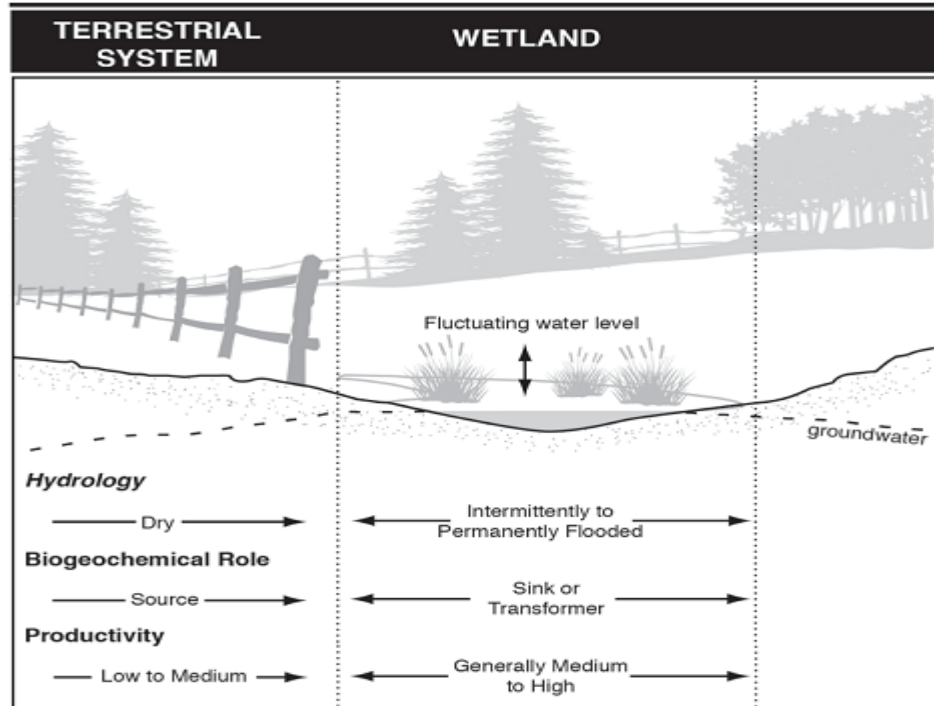 TERRESTRIAL
SYSTEM
WETLAND
Fluctuating water level
groundwater
Hydrology
Dry
Intermittently to
Permanently Flooded
Biogeochemical Role
Source
Sink or
Transformer
Productivity
Low to Medium
Generally Medium
to High